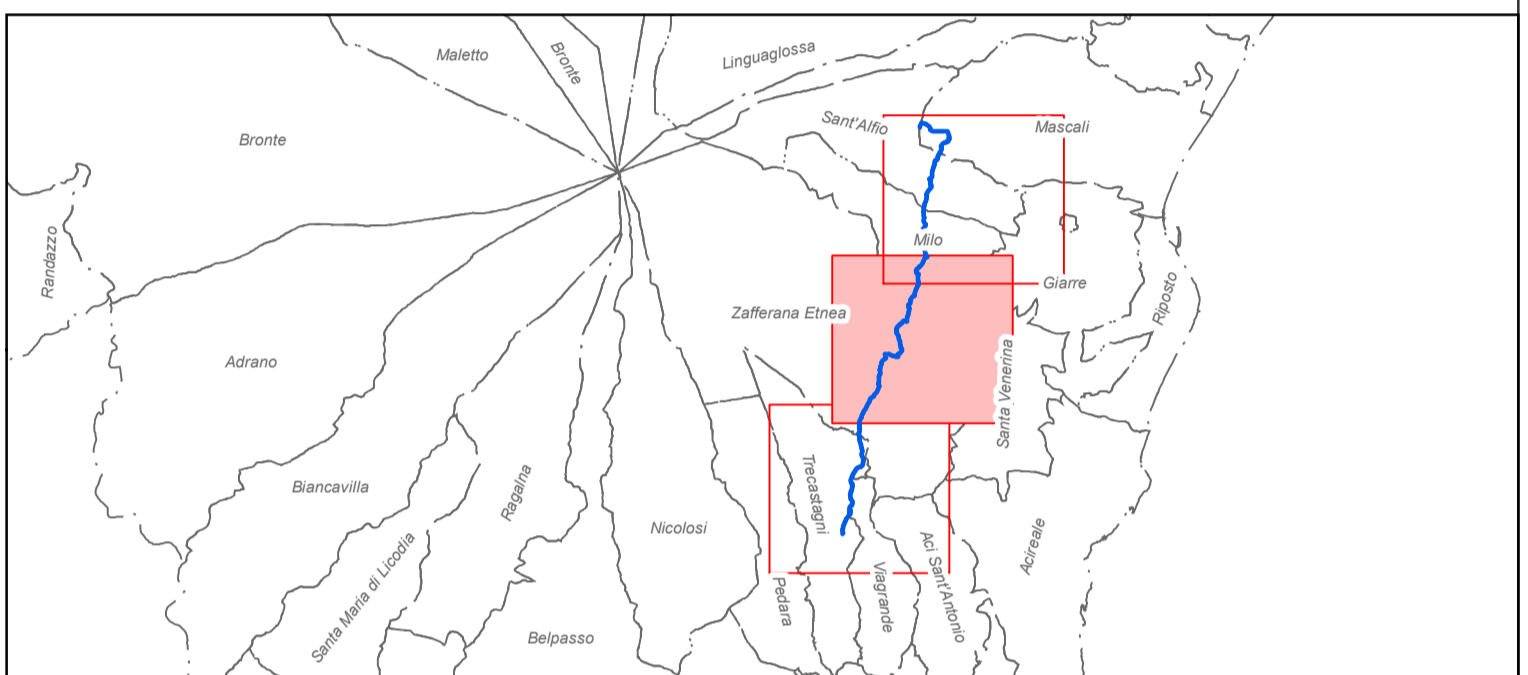 Maletto
Bronte
Linguaglossa
Bronte
Sant'Alfio
Mascali
Randazzo
Milo
Giarre
Riposto
Zafferana Etnea
Adrano
Santa Venerina
Biancavilla
Ragalna
Trecastagni
Nicolosi
Santa Maria di Licodia
Aci Sant'Antonio
Acireale
Pedara
Viagrande
Belpasso